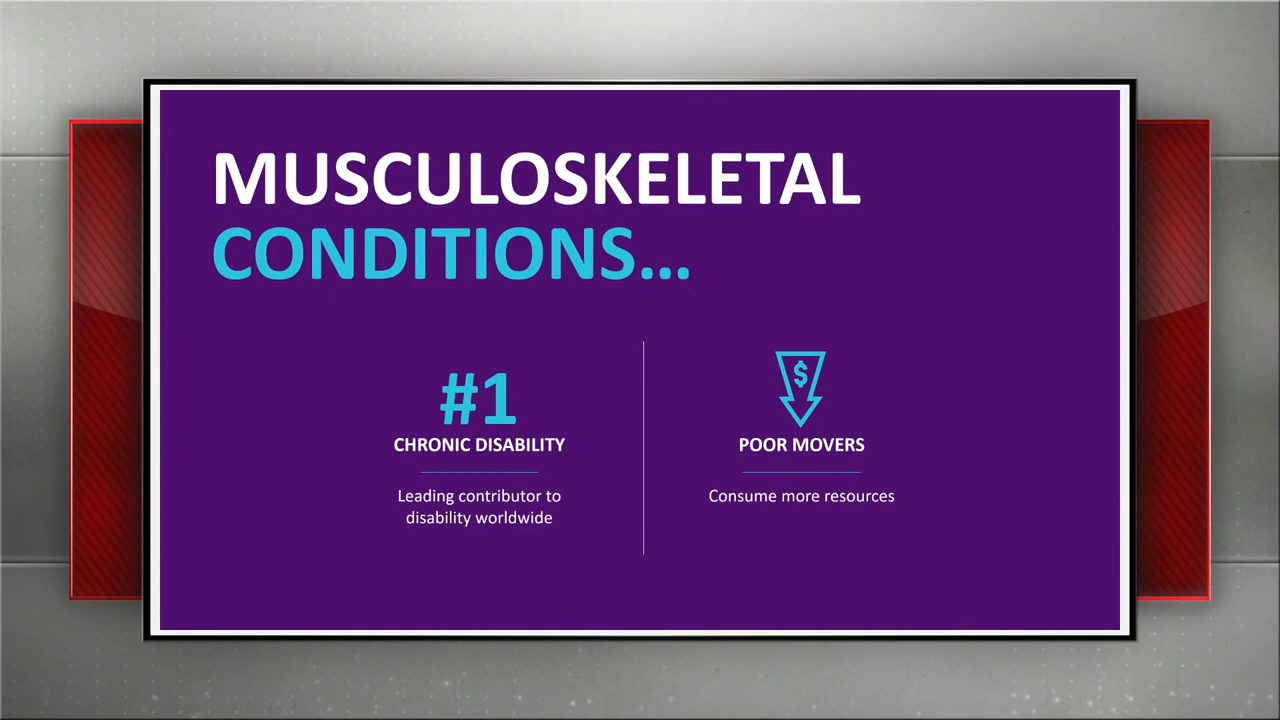 MUSCULOSKELETAL
CONDITIONS...
#1
CHRONIC DISABILITY
Leading contributor to
disability worldwide
$
POOR MOVERS
Consume more resources